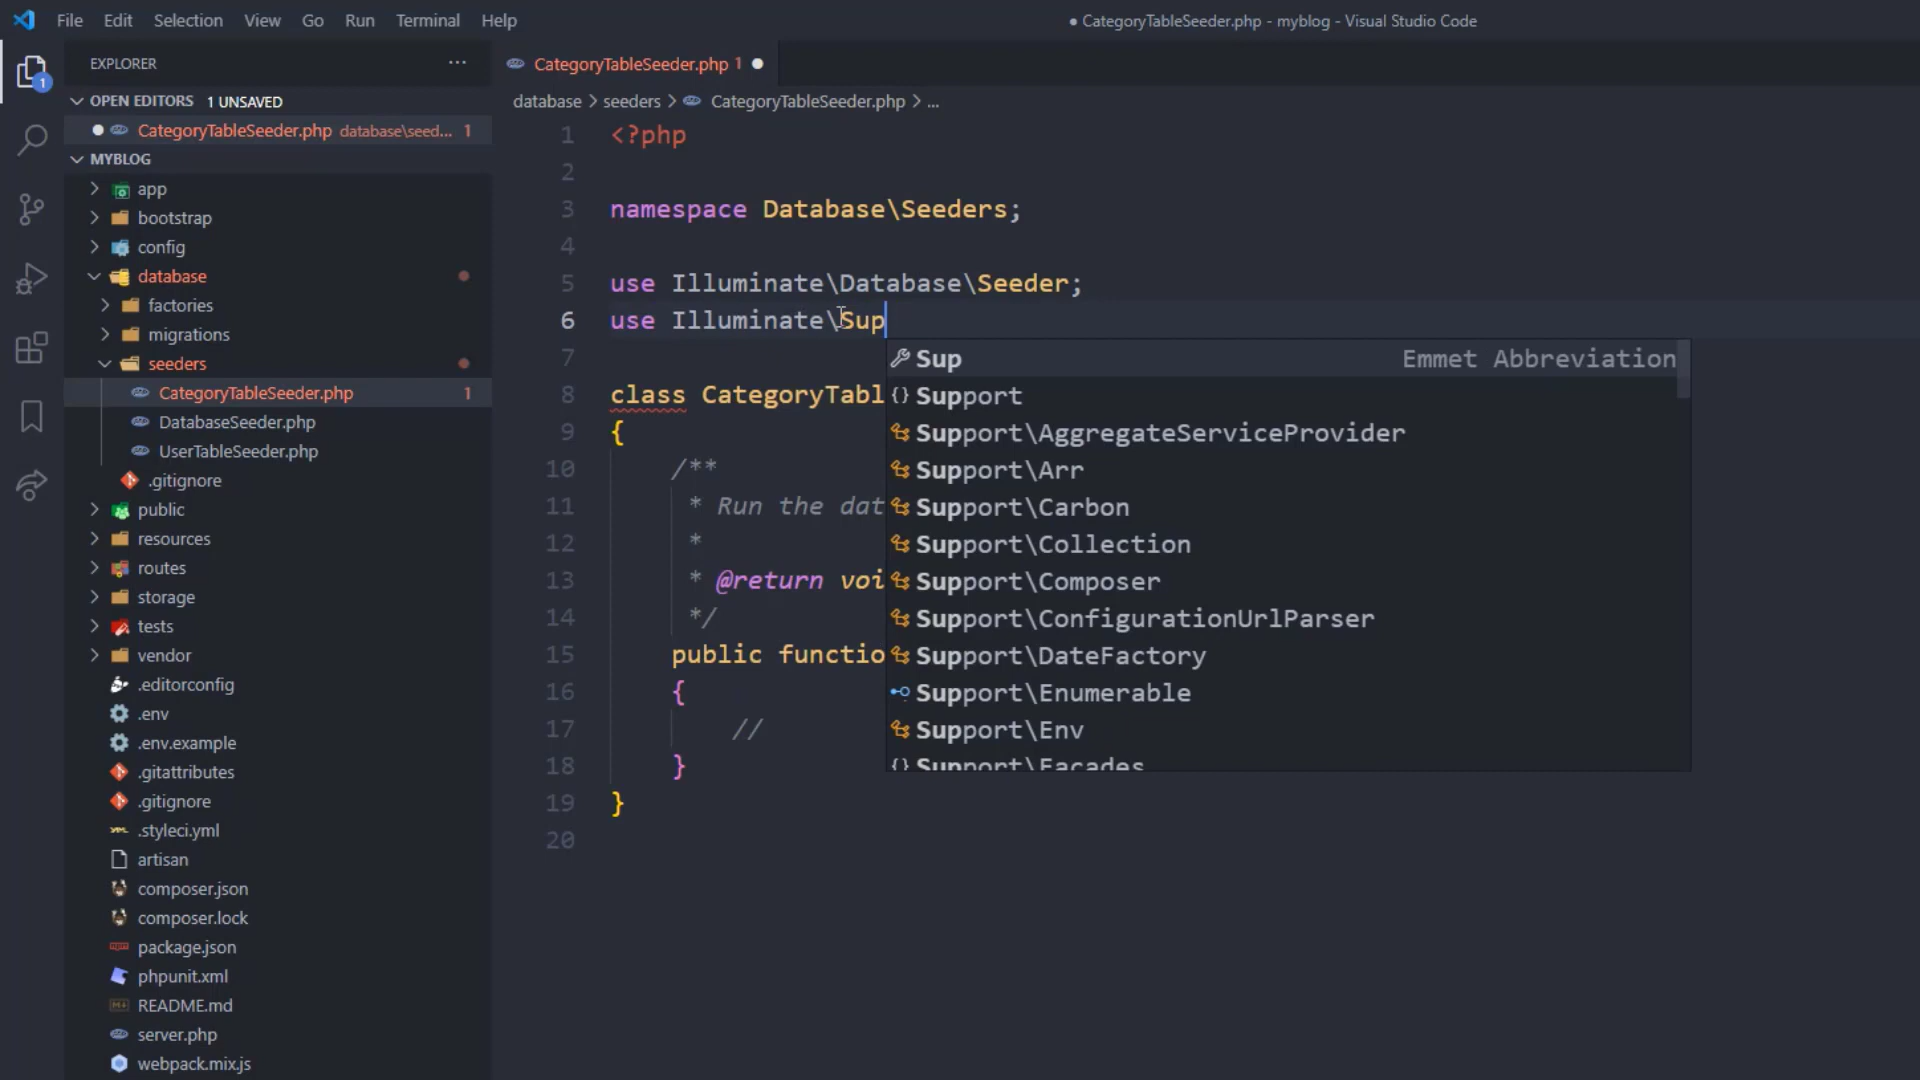 File Edit Selection View Go Run Terminal Help
● CategoryTableSeeder.php - myblog - Visual Studio Code
1
EXPLORER
OPEN EDITORS 1 UNSAVED
CategoryTableSeeder.php database\seed... 1
MYBLOG
app
bootstrap
config
database
factories
migrations
seeders
CategoryTableSeeder.php 1
DatabaseSeeder.php
UserTableSeeder.php
.gitignore
public
resources
routes
storage
tests
vendor
.editorconfig
.env
.env.example
.gitattributes
.gitignore
.styleci.yml
artisan
composer.json
composer.lock
package.json
phpunit.xml
README.md
server.php
webpack.mix.js
CategoryTableSeeder.php 1
database > seeders > CategoryTableSeeder.php > ...
1 <?php
2
3 namespace Database\Seeders;
4
5 use Illuminate\Database\Seeder;
6 use Illuminate\Sup
7
8 class CategoryTabl
9 {
10 /**
11 * Run the dat
12 *
13 * @return voi
14 */
15 public functio
16 {
17 //
18 }
19 }
20
Sup Emmet Abbreviation
{} Support
Support\AggregateServiceProvider
Support\Arr
Support\Carbon
Support\Collection
Support\Composer
Support\ConfigurationUrlParser
Support\DateFactory
Support\Enumerable
Support\Env
{} Support\Facades